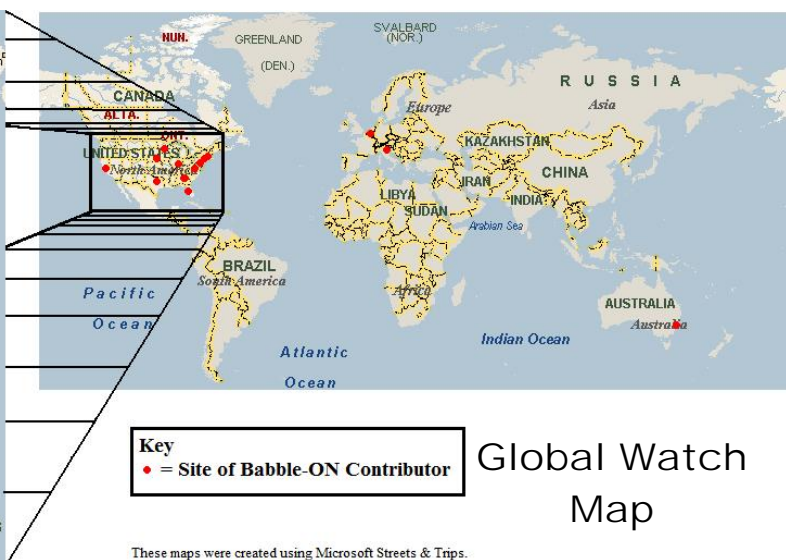 SVALBARD
(NOR.)
NUN.
GREENLAND
(DEN.)
RUSSIA
Asia
CANADA
Europe
ALTA.
ONT.
KAZAKHSTAN
UNITED STATES
North America
CHINA
IRAN
LIBYA
INDIA
SUDAN
Arabian Sea
BRAZIL
South America
Africa
Pacific
Ocean
AUSTRALIA
Australia
Indian Ocean
Atlantic
Ocean
Key
= Site of Babble-ON Contributor
Global Watch
Map
These maps were created using Microsoft Streets & Trips.